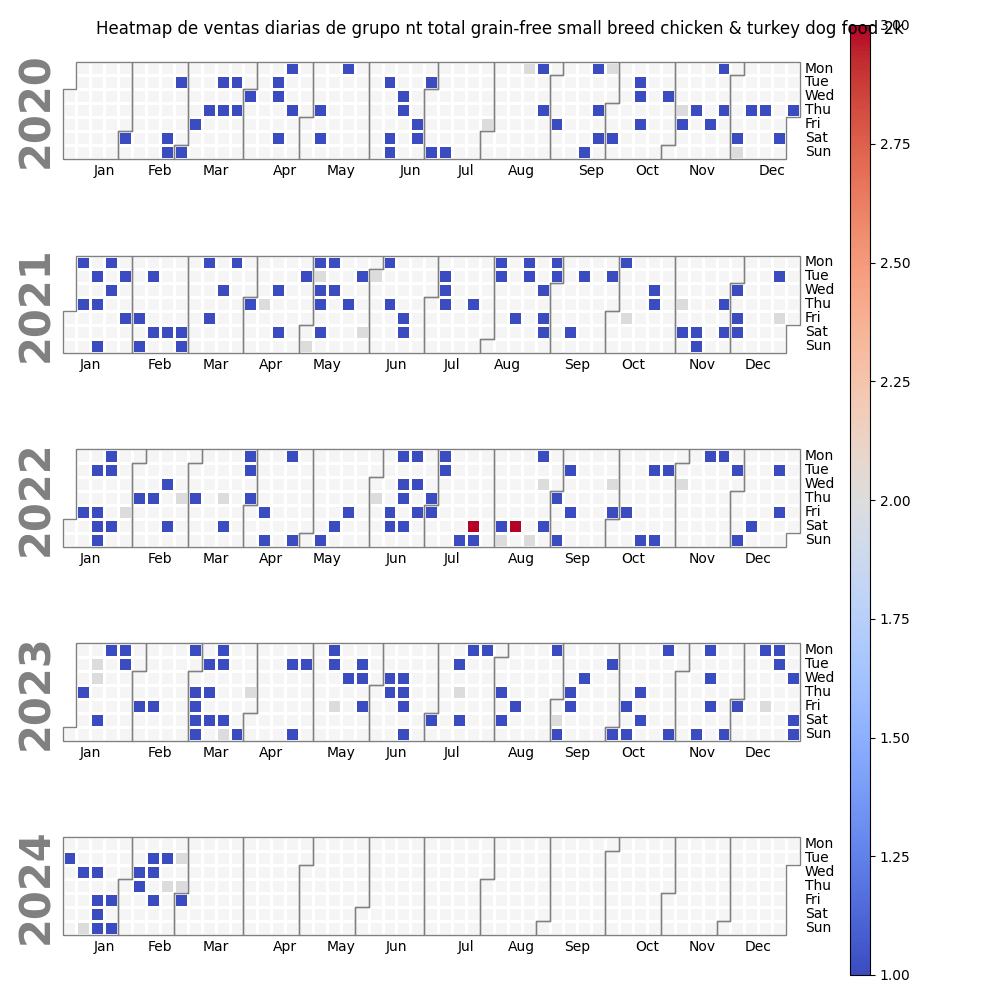 Heatmap de ventas diarias de grupo nt total grain-free small breed chicken & turkey dog food 2k
3.00
2.75
2.50
2.25
2.00
1.75
1.50
1.25
1.00
2020
Mon
Tue
Wed
Thu
Fri
Sat
Sun
Jan Feb Mar Apr May Jun Jul Aug Sep Oct Nov Dec
2021
Mon
Tue
Wed
Thu
Fri
Sat
Sun
Jan Feb Mar Apr May Jun Jul Aug Sep Oct Nov Dec
2022
Mon
Tue
Wed
Thu
Fri
Sat
Sun
Jan Feb Mar Apr May Jun Jul Aug Sep Oct Nov Dec
2023
Mon
Tue
Wed
Thu
Fri
Sat
Sun
Jan Feb Mar Apr May Jun Jul Aug Sep Oct Nov Dec
2024
Mon
Tue
Wed
Thu
Fri
Sat
Sun
Jan Feb Mar Apr May Jun Jul Aug Sep Oct Nov Dec